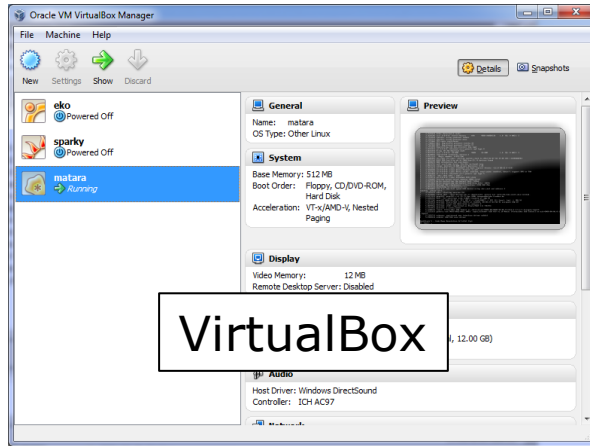 Oracle VM VirtualBox Manager
File Machine Help
New Settings Show Discard
Details Snapshots
eko
Powered Off
sparky
Powered Off
matara
Running
General
Name: matara
OS Type: Other Linux
System
Base Memory: 512 MB
Boot Order: Floppy, CD/DVD-ROM,
Hard Disk
Acceleration: VT-x/AMD-V, Nested
Paging
Preview
Display
Video Memory: 12 MB
Remote Desktop Server: Disabled
VirtualBox
, 12.00 GB)
Audio
Host Driver: Windows DirectSound
Controller: ICH AC97
Network